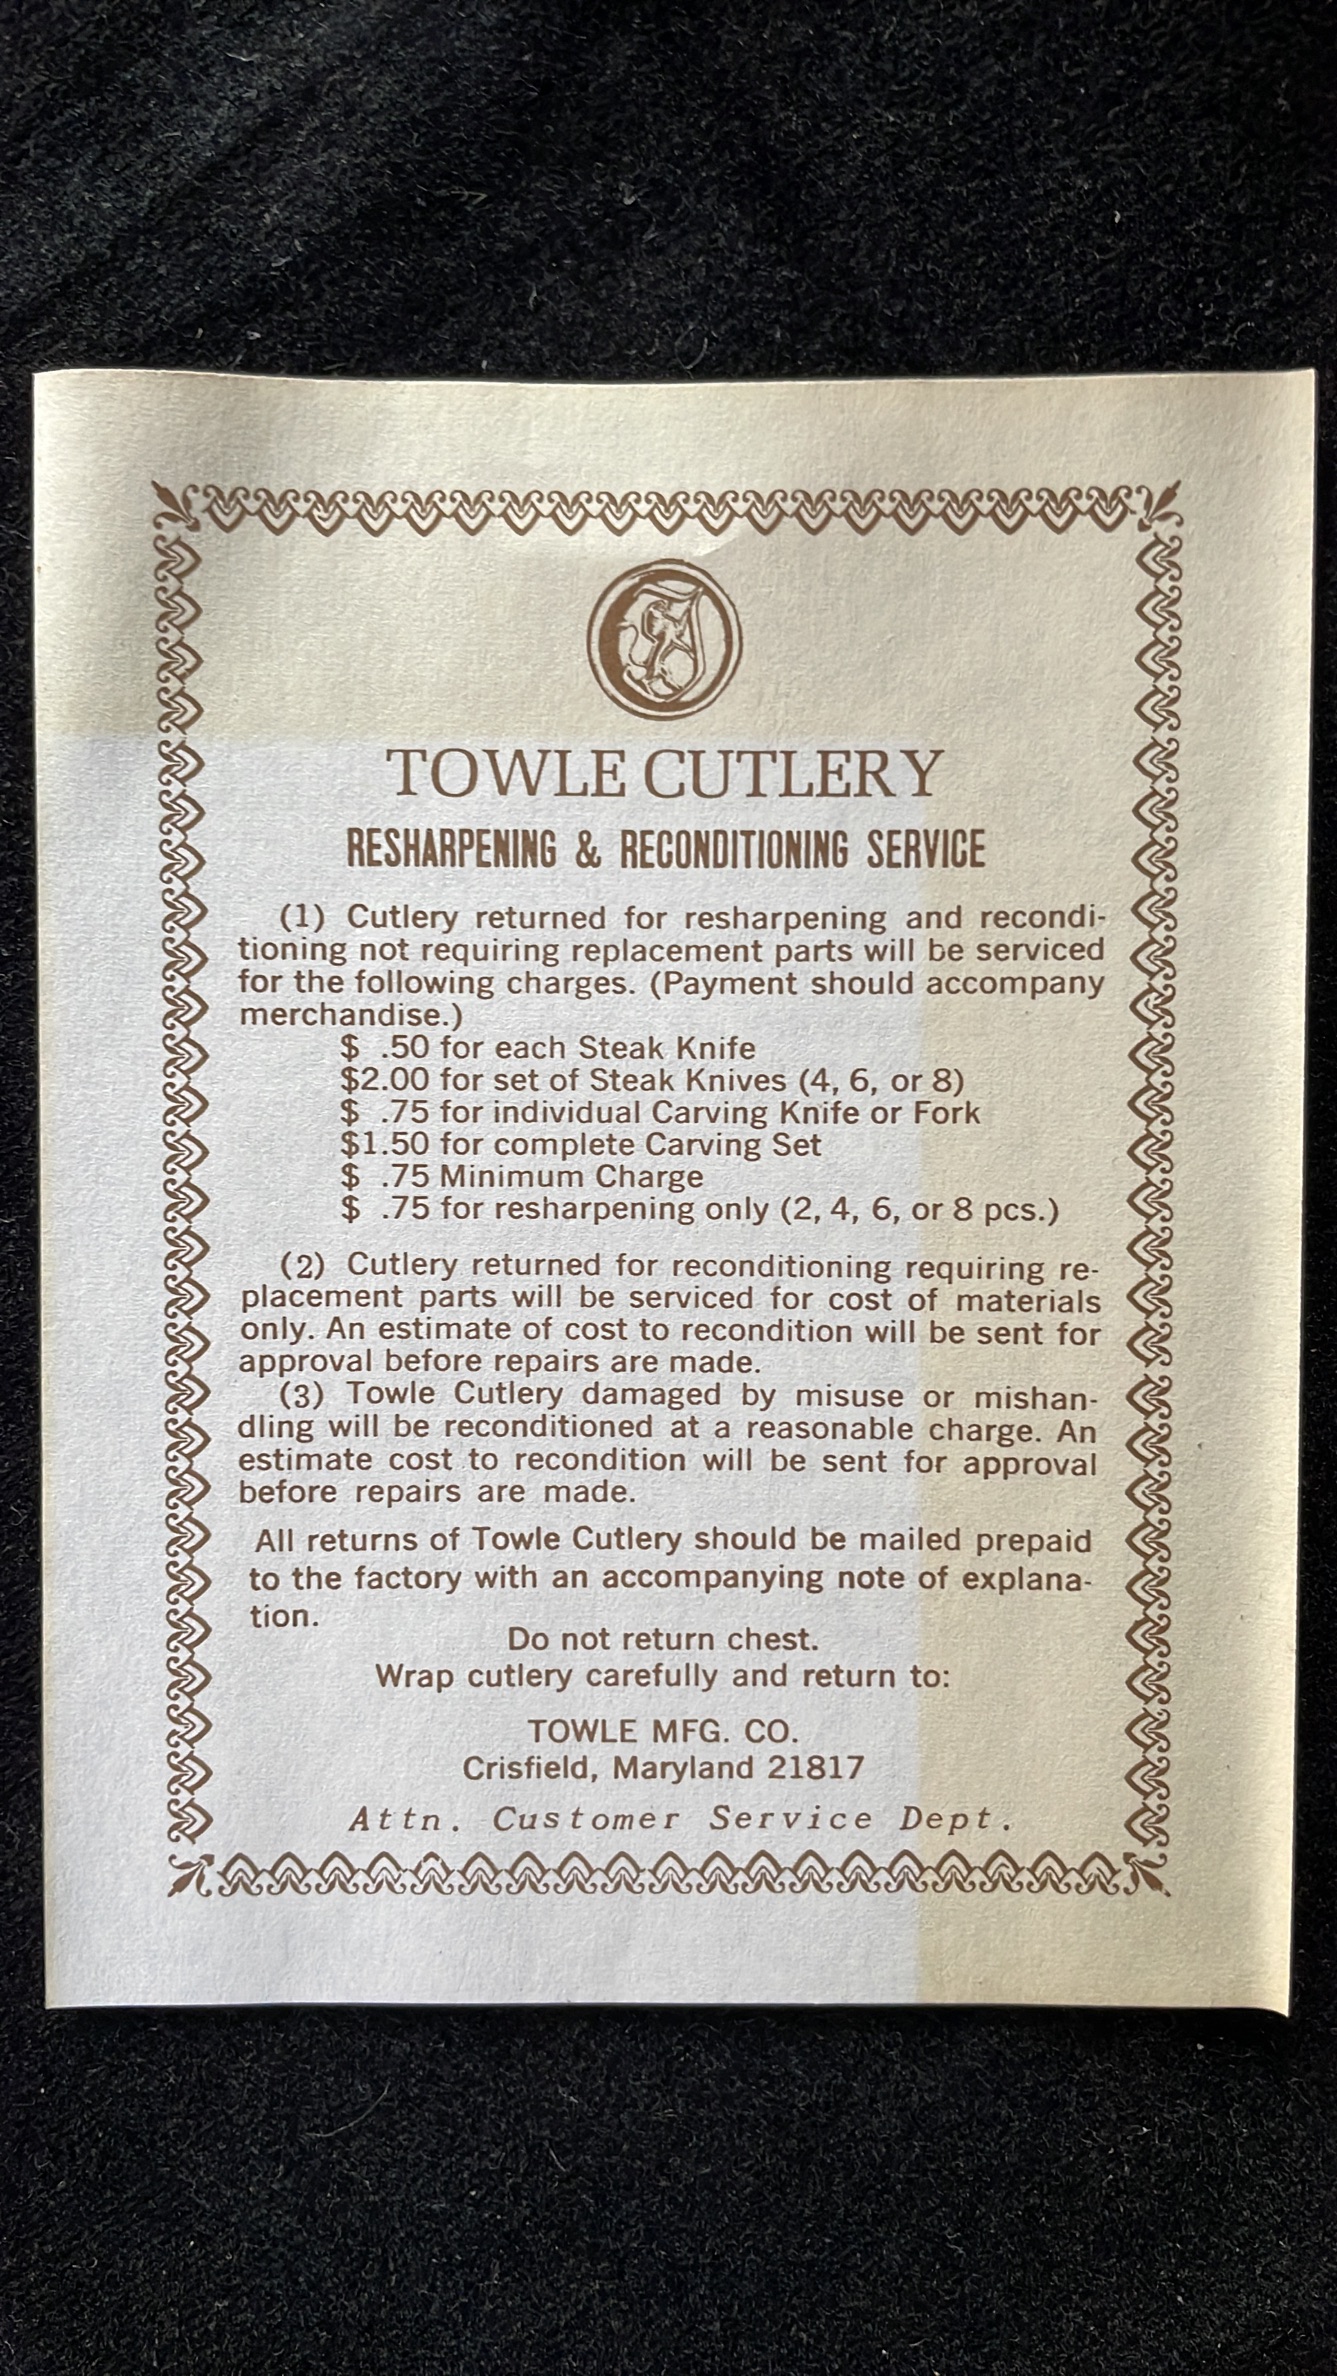 TOWLE CUTLERY
RESHARPENING & RECONDITIONING SERVICE
(1) Cutlery returned for resharpening and recondi-
tioning not requiring replacement parts will be serviced
for the following charges. (Payment should accompany
merchandise.)
$ .50 for each Steak Knife
$2.00 for set of Steak Knives (4, 6, or 8)
$ .75 for individual Carving Knife or Fork
$1.50 for complete Carving Set
$ .75 Minimum Charge
$ .75 for resharpening only (2, 4, 6, or 8 pcs.)
(2) Cutlery returned for reconditioning requiring re-
placement parts will be serviced for cost of materials
only. An estimate of cost to recondition will be sent for
approval before repairs are made.
(3) Towle Cutlery damaged by misuse or mishan-
dling will be reconditioned at a reasonable charge. An
estimate cost to recondition will be sent for approval
before repairs are made.
All returns of Towle Cutlery should be mailed prepaid
to the factory with an accompanying note of explana-
tion.
Do not return chest.
Wrap cutlery carefully and return to:
TOWLE MFG. CO.
Crisfield, Maryland 21817
Attn. Customer Service Dept.